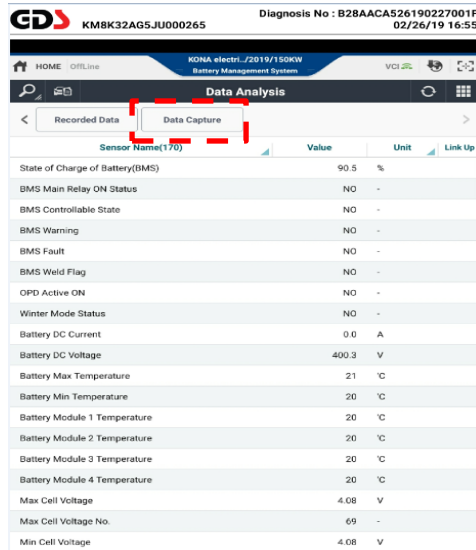 GDS KM8K32AG5JU000265 Diagnosis No : B28AACA526190227001F
02/26/19 16:55
HOME OffLine KONA electri../2019/150KW VCI
Battery Management System
Data Analysis
< Recorded Data Data Capture >
Sensor Name(170) Value Unit Link Up
State of Charge of Battery(BMS) 90.5 %
BMS Main Relay ON Status NO -
BMS Controllable State NO -
BMS Warning NO -
BMS Fault NO -
BMS Weld Flag NO -
OPD Active ON NO -
Winter Mode Status NO -
Battery DC Current 0.0 A
Battery DC Voltage 400.3 V
Battery Max Temperature 21 'C
Battery Min Temperature 20 'C
Battery Module 1 Temperature 20 'C
Battery Module 2 Temperature 20 'C
Battery Module 3 Temperature 20 'C
Battery Module 4 Temperature 20 'C
Max Cell Voltage 4.08 V
Max Cell Voltage No. 69 -
Min Cell Voltage 4.08 V